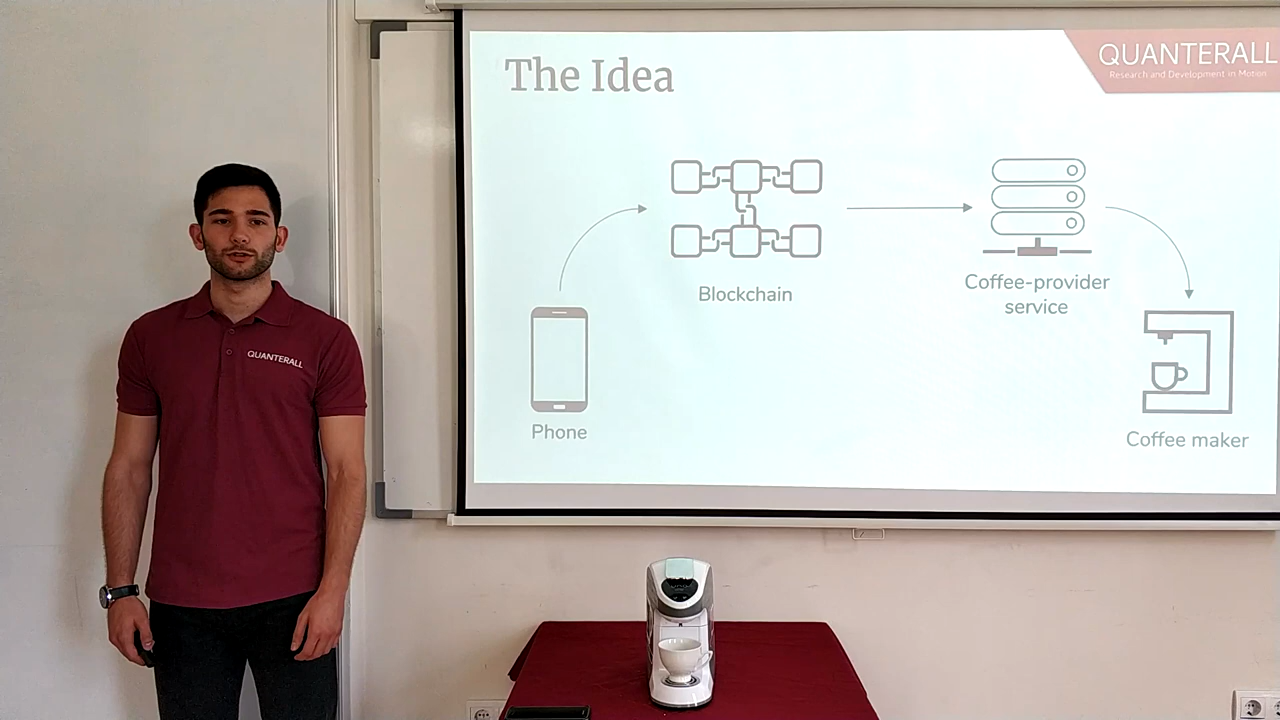 The Idea
QUANTERALL
Research and Development in Motion
Blockchain
Coffee-provider
service
Phone
Coffee maker
QUANTERALL